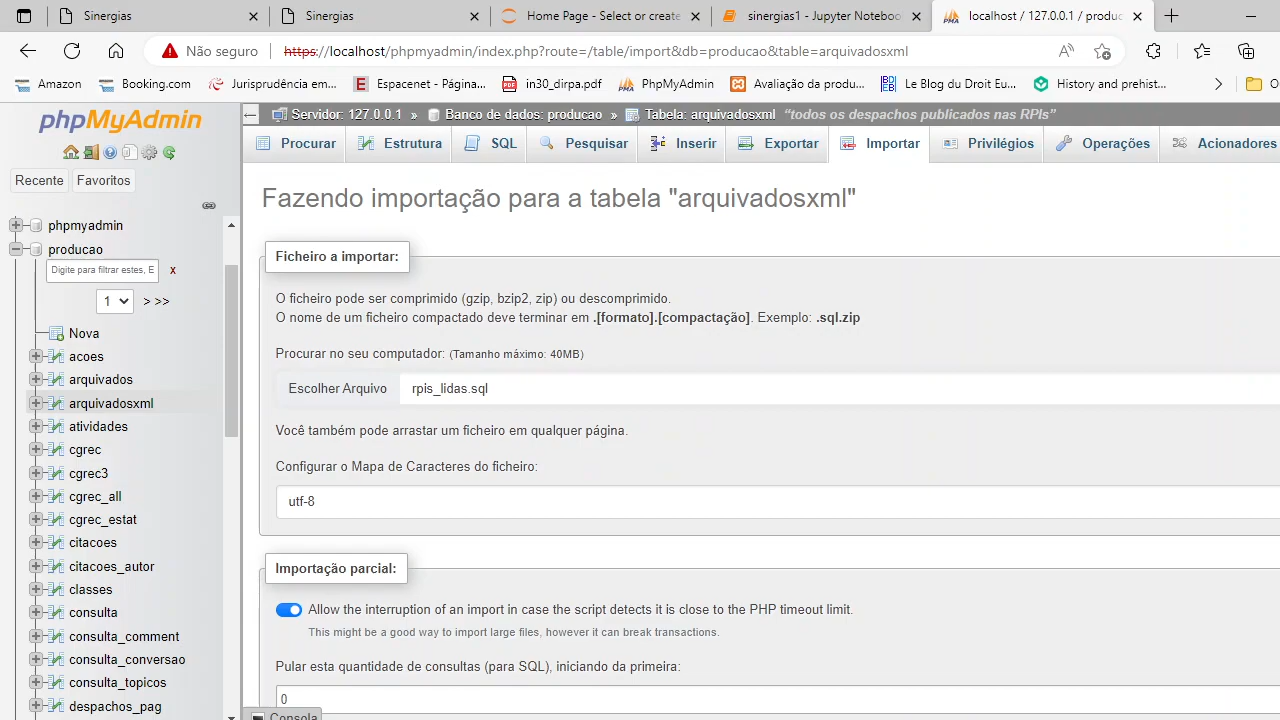 Sinergias
Sinergias
Home Page - Select or create
sinergias1 - Jupyter Noteboo
localhost / 127.0.0.1 / produc
Não seguro
https://localhost/phpmyadmin/index.php?route=/table/import&db=producao&table=arquivadosxml
Amazon
Booking.com
Jurisprudência em...
Espacenet - Página...
in30_dirpa.pdf
PhpMyAdmin
Avaliação da produ...
Le Blog du Droit Eu...
History and prehist...
phpMyAdmin
Recente
Favoritos
phpmyadmin
producao
Digite para filtrar estes, E
x
1
> >>
Nova
acoes
arquivados
arquivadosxml
atividades
cgrec
cgrec3
cgrec_all
cgrec_estat
citacoes
citacoes_autor
classes
consulta
consulta_comment
consulta_conversao
consulta_topicos
despachos_pag
Servidor: 127.0.0.1 » Banco de dados: producao » Tabela: arquivadosxml "todos os despachos publicados nas RPIs"
Procurar
Estrutura
SQL
Pesquisar
Inserir
Exportar
Importar
Privilégios
Operações
Acionadores
Fazendo importação para a tabela "arquivadosxml"
Ficheiro a importar:
O ficheiro pode ser comprimido (gzip, bzip2, zip) ou descomprimido.
O nome de um ficheiro compactado deve terminar em .[formato].[compactação]. Exemplo: .sql.zip
Procurar no seu computador: (Tamanho máximo: 40MB)
Escolher Arquivo
rpis_lidas.sql
Você também pode arrastar um ficheiro em qualquer página.
Configurar o Mapa de Caracteres do ficheiro:
utf-8
Importação parcial:
Allow the interruption of an import in case the script detects it is close to the PHP timeout limit.
This might be a good way to import large files, however it can break transactions.
Pular esta quantidade de consultas (para SQL), iniciando da primeira:
0
Consola